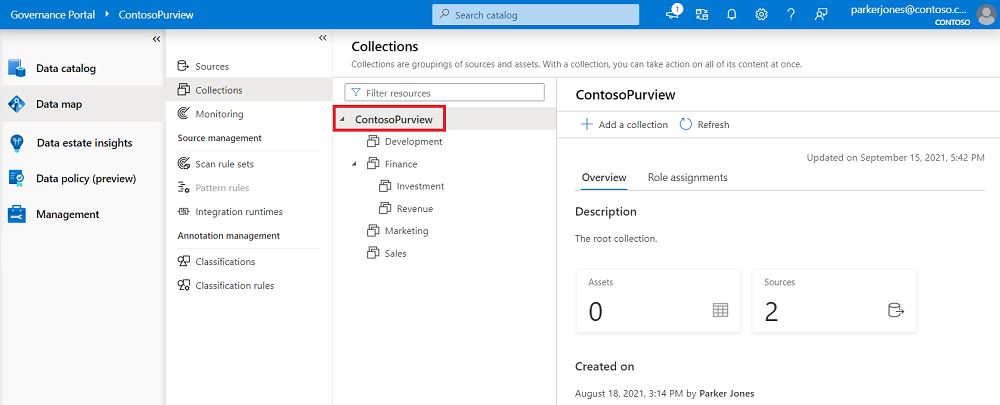 Governance Portal ▸ ContosoPurview
Search catalog
1
parkerjones@contoso.c...
CONTOSO
Data catalog
Data map
Data estate insights
Data policy (preview)
Management
Sources
Collections
Monitoring
Source management
Scan rule sets
Pattern rules
Integration runtimes
Annotation management
Classifications
Classification rules
Collections
Collections are groupings of sources and assets. With a collection, you can take action on all of its content at once.
Filter resources
ContosoPurview
Development
Finance
Investment
Revenue
Marketing
Sales
ContosoPurview
Add a collection
Refresh
Updated on September 15, 2021, 5:42 PM
Overview
Role assignments
Description
The root collection.
Assets
0
Sources
2
Created on
August 18, 2021, 3:14 PM by Parker Jones